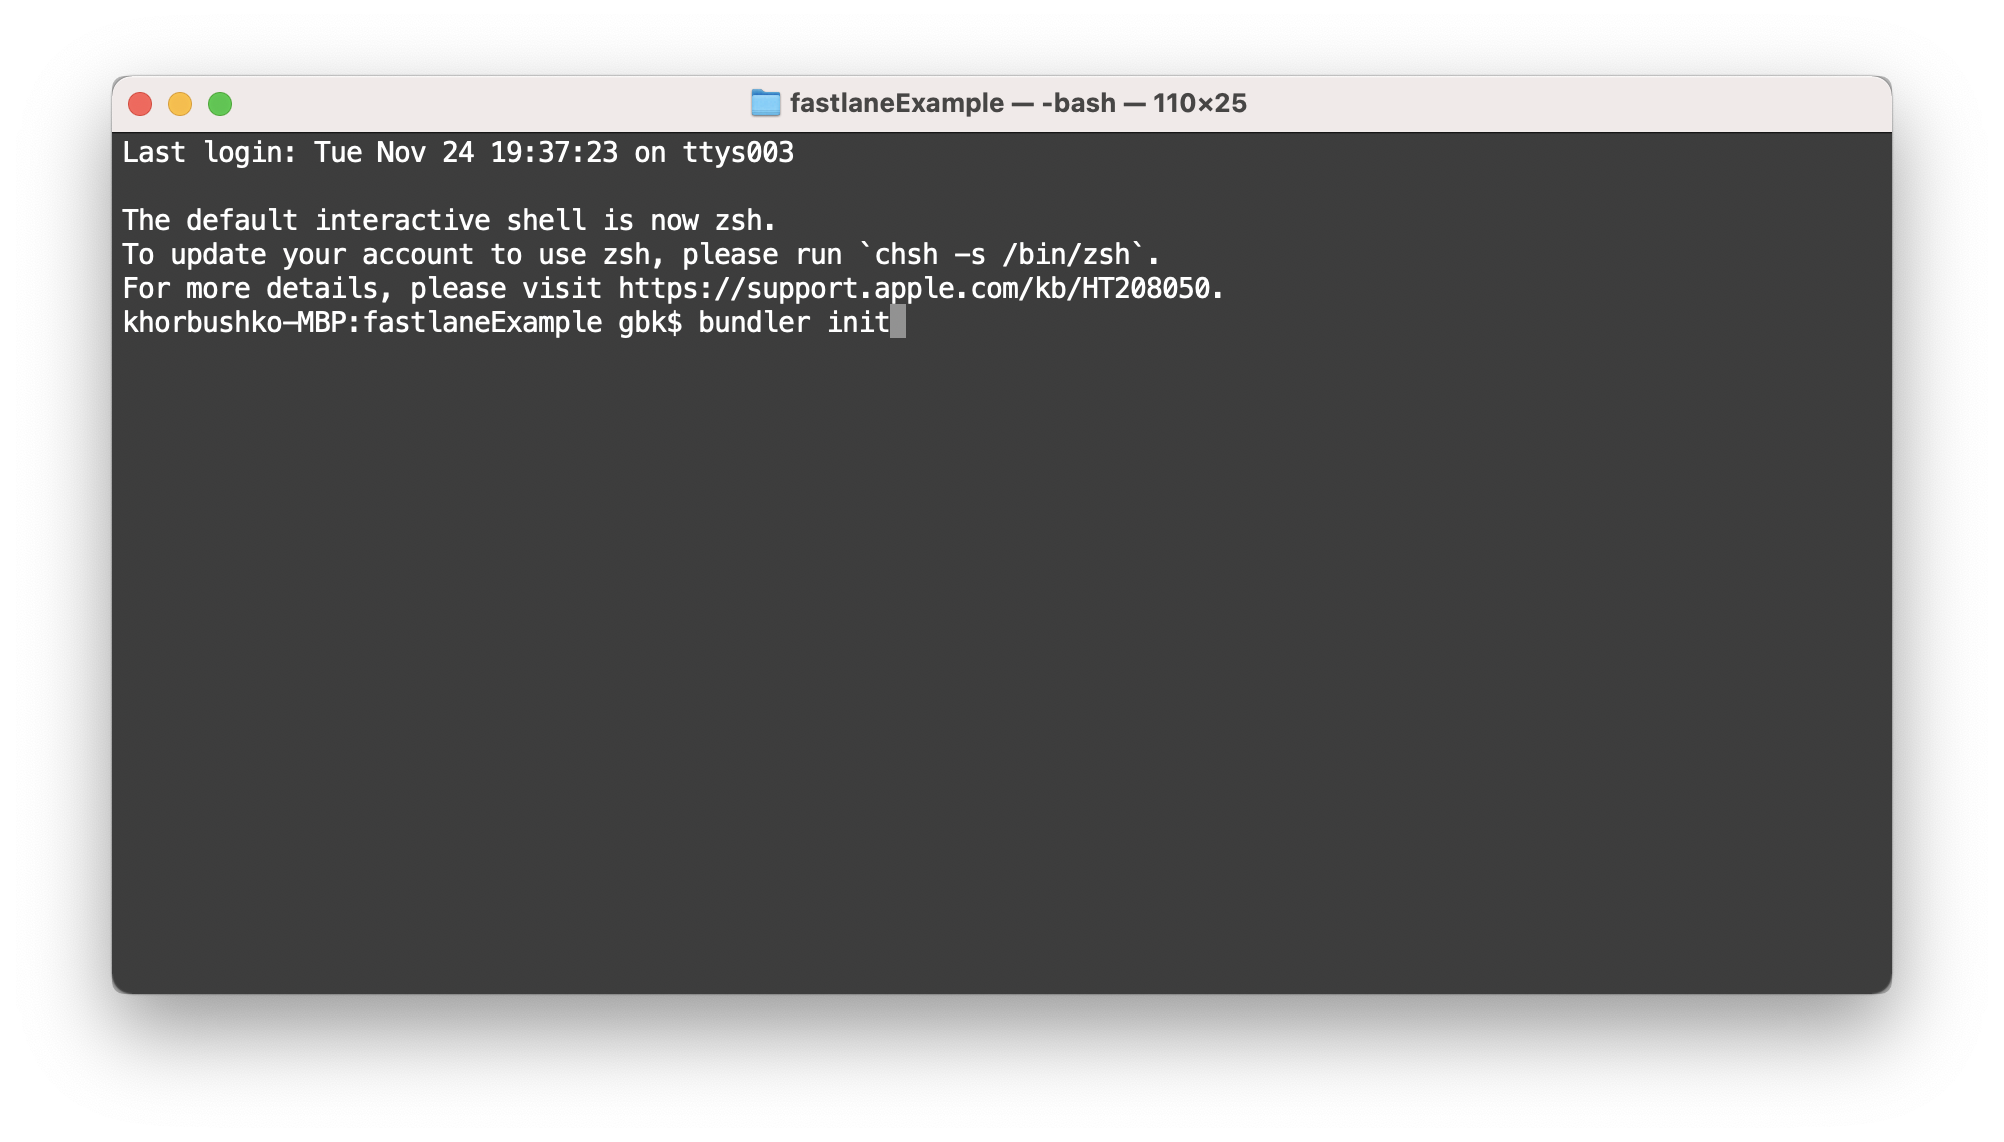 fastlaneExample — -bash — 110×25
Last login: Tue Nov 24 19:37:23 on ttys003
The default interactive shell is now zsh.
To update your account to use zsh, please run `chsh -s /bin/zsh`.
For more details, please visit https://support.apple.com/kb/HT208050.
khorbushko-MBP:fastlaneExample gbk$ bundler init